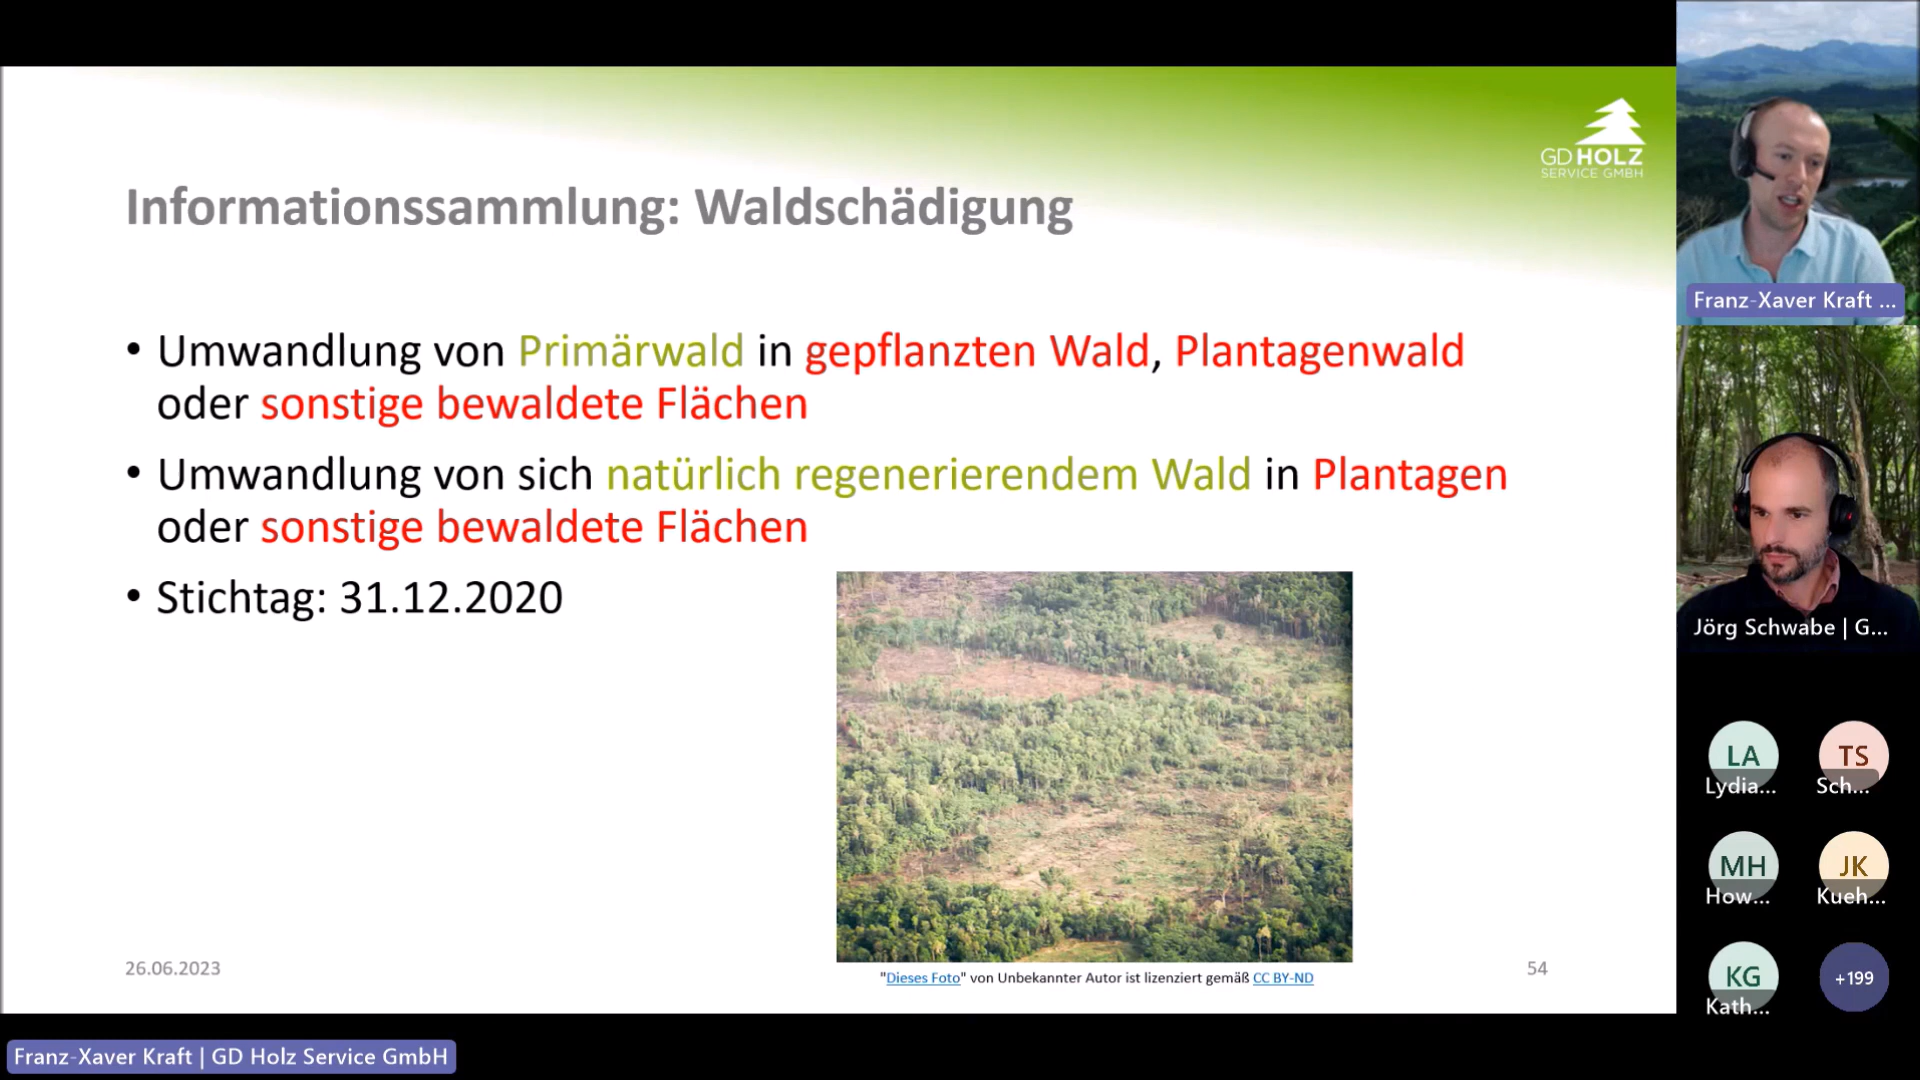 GD HOLZ
SERVICE GMBH
Informationssammlung: Waldschädigung
• Umwandlung von Primärwald in gepflanzten Wald, Plantagenwald
oder sonstige bewaldete Flächen
• Umwandlung von sich natürlich regenerierendem Wald in Plantagen
oder sonstige bewaldete Flächen
• Stichtag: 31.12.2020
"Dieses Foto" von Unbekannter Autor ist lizenziert gemäß CC BY-ND
26.06.2023
54
Franz-Xaver Kraft ...
Jörg Schwabe | G...
LA
Lydia...
TS
Sch...
MH
How...
JK
Kueh...
KG
Kath...
+199
Franz-Xaver Kraft | GD Holz Service GmbH